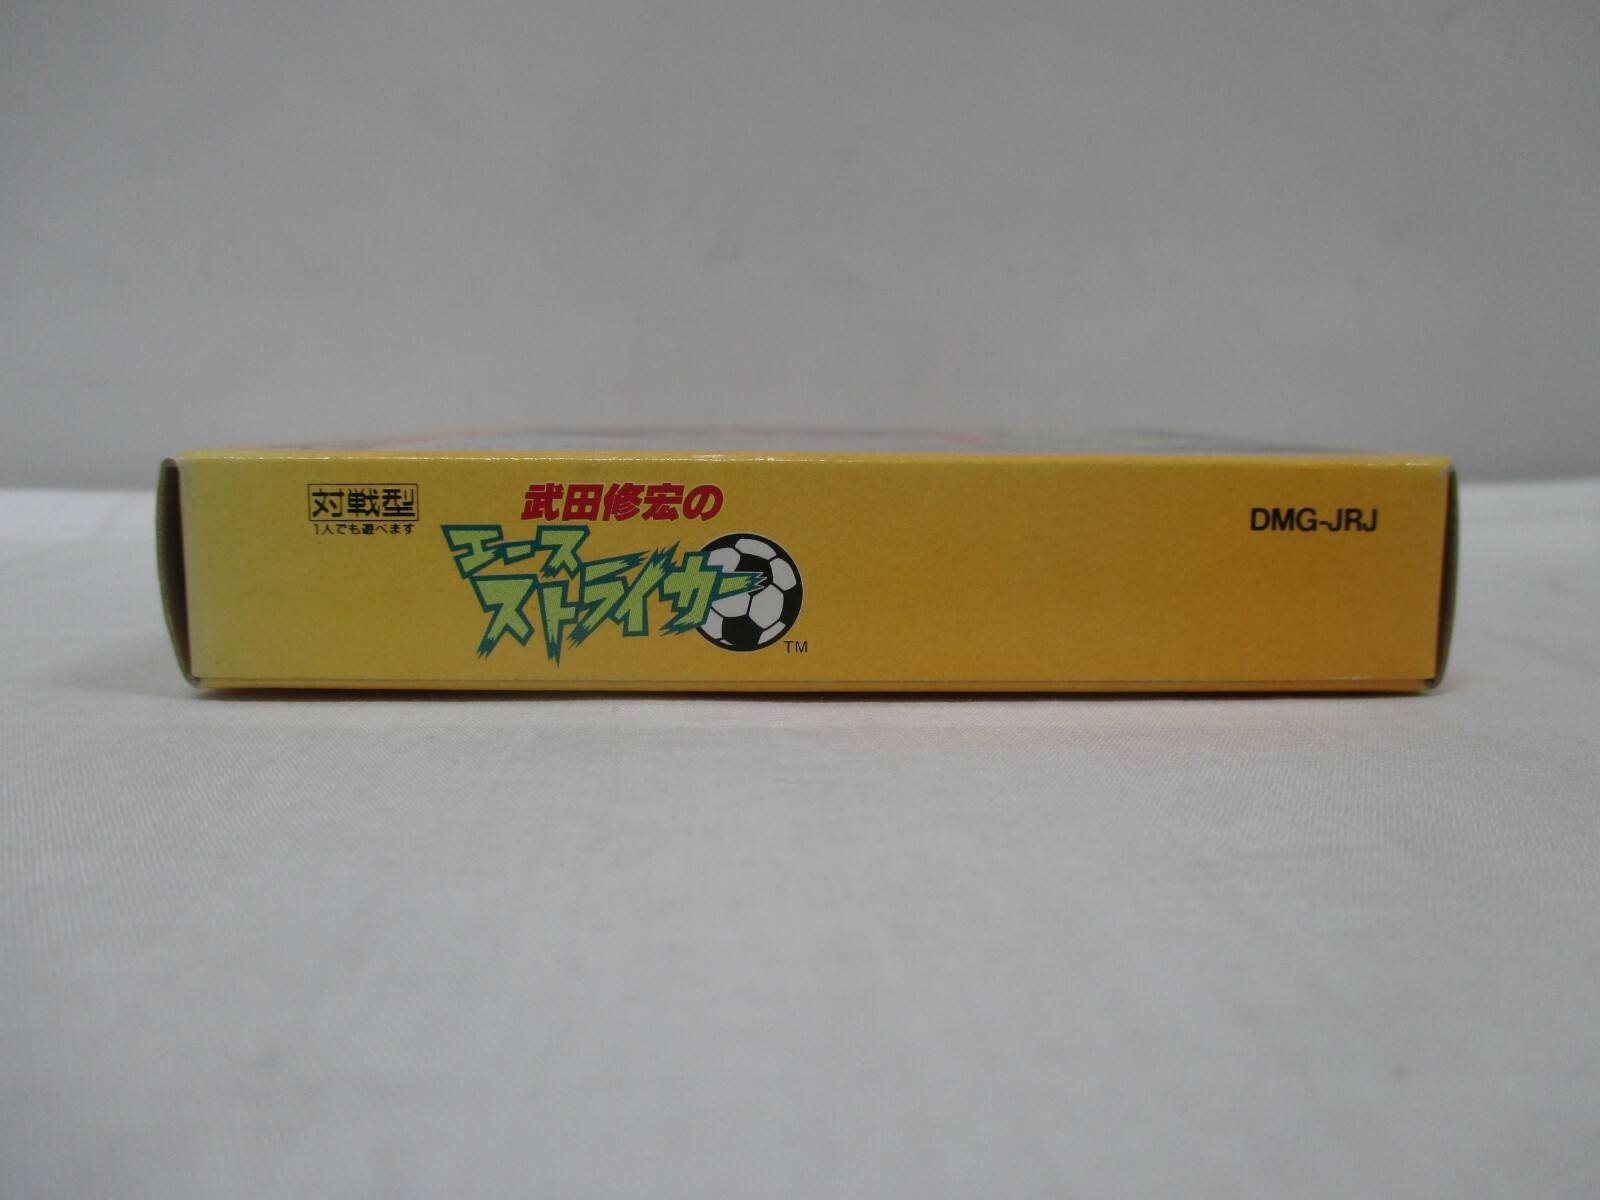 対戦型
1人でも遊べます
武田修宏の
エース
ストライカー
TM
DMG-JRJ